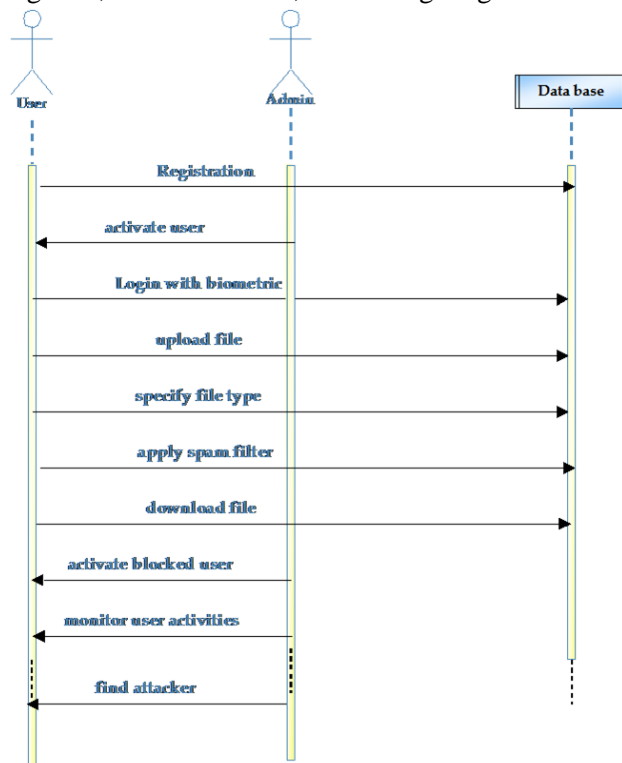 User
Admin
Data base
Registration
activate user
Login with biometric
upload file
specify file type
apply spam filter
download file
activate blocked user
monitor user activities
find attacker